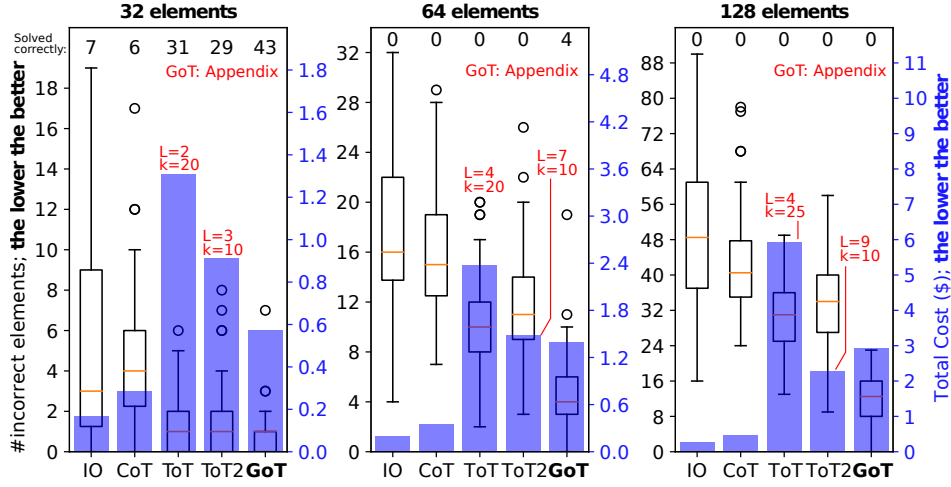 32 elements
64 elements
128 elements
Solved
correctly:
7 6 31 29 43
0 0 0 0 4
0 0 0 0 0
GoT: Appendix
GoT: Appendix
GoT: Appendix
#incorrect elements; the lower the better
18
16
14
12
10
8
6
4
2
0
L=2
k=20
L=3
k=10
1.8
1.6
1.4
1.2
1.0
0.8
0.6
0.4
0.2
0.0
IO CoT ToT ToT2 GoT
32
28
24
20
16
12
8
4
0
L=4
k=20
L=7
k=10
4.8
4.2
3.6
3.0
2.4
1.8
1.2
0.6
0.0
IO CoT ToT ToT2 GoT
88
80
72
64
56
48
40
32
24
16
8
0
L=4
k=25
L=9
k=10
11
10
9
8
7
6
5
4
3
2
1
0
IO CoT ToT ToT2 GoT
Total Cost ($); the lower the better